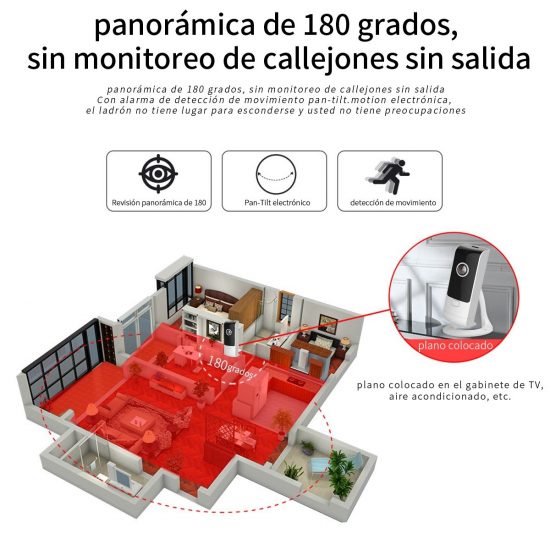 panorámica de 180 grados,
sin monitoreo de callejones sin salida
panorámica de 180 grados, sin monitoreo de callejones sin salida
Con alarma de detección de movimiento pan-tilt.motion electrónica,
el ladrón no tiene lugar para esconderse y usted no tiene preocupaciones
Revisión panorámica de 180
Pan-Tilt electrónico
detección de movimiento
180grados
plano colocado
plano colocado en el gabinete de TV,
aire acondicionado, etc.